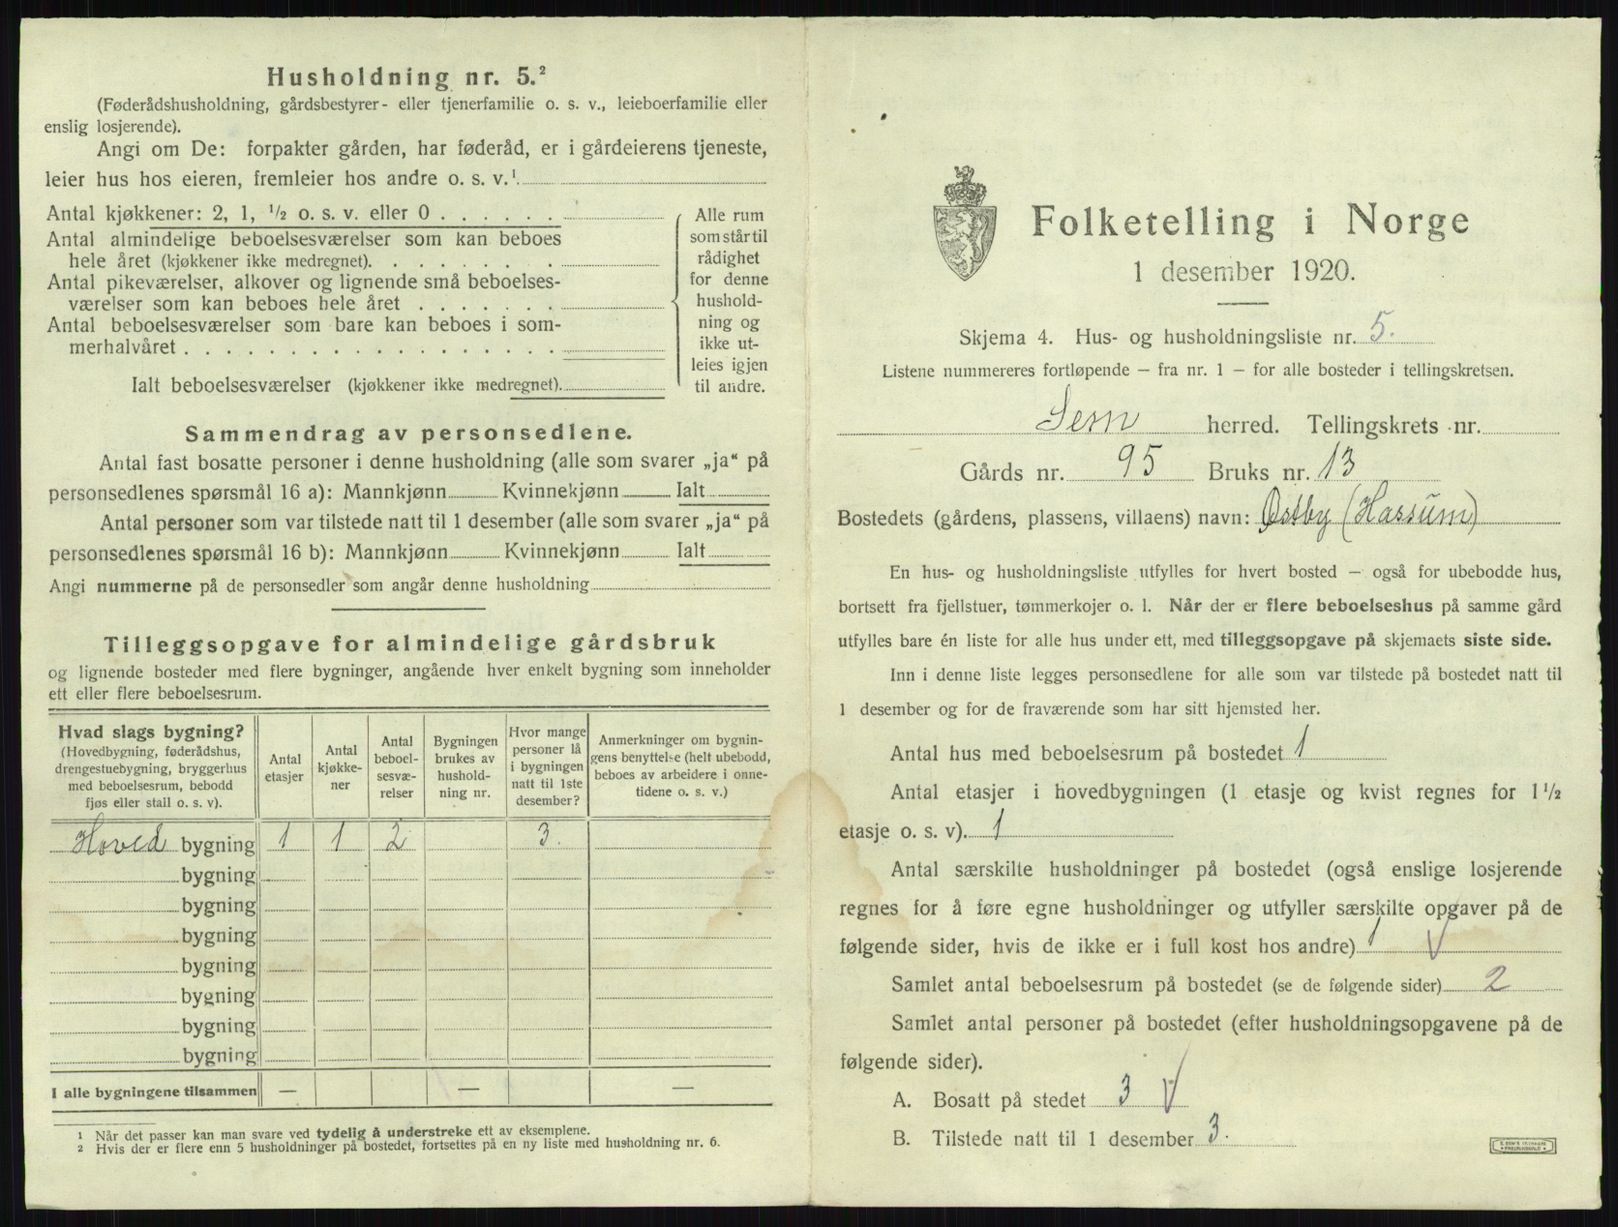 Husholdning nr. 5.²
(Føderådshusholdning, gårdsbestyrer- eller tjenerfamilie o. s. v., leieboerfamilie eller
enslig losjerende).
Angi om De: forpakter gården, har føderåd, er i gårdeierens tjeneste,
leier hus hos eieren, fremleier hos andre o. s. v.¹
Antal kjøkkener: 2, 1, ½ o. s. v. eller 0 . . . . . .
Antal almindelige beboelsesværelser som kan beboes
hele året (kjøkkener ikke medregnet). . . . . . . .
Antal pikeværelser, alkover og lignende små beboelses-
værelser som kan beboes hele året . . . . . . .
Antal beboelsesværelser som bare kan beboes i som-
merhalvåret . . . . . . . . . . . . . . . . . .
Ialt beboelsesværelser (kjøkkener ikke medregnet).
Alle rum
som står til
rådighet
for denne
hushold-
ning og
ikke ut-
leies igjen
til andre.
Sammendrag av personsedlene.
Antal fast bosatte personer i denne husholdning (alle som svarer „ja“ på
personsedlenes spørsmål 16 a): Mannkjønn Kvinnekjønn Ialt
Antal personer som var tilstede natt til 1 desember (alle som svarer „ja“ på
personsedlenes spørsmål 16 b): Mannkjønn Kvinnekjønn Ialt
Angi nummerne på de personsedler som angår denne husholdning
Tilleggsopgave for almindelige gårdsbruk
og lignende bosteder med flere bygninger, angående hver enkelt bygning som inneholder
ett eller flere beboelsesrum.
Hvad slags bygning?
(Hovedbygning, føderådshus,
drengestuebygning, bryggerhus
med beboelsesrum, bebodd
fjøs eller stall o. s. v).
Antal
etasjer
Antal
kjøkke-
ner
Antal
beboel-
sesvæ-
relser
Bygningen
brukes av
hushold-
ning nr.
Hvor mange
personer lå
i bygningen
natt til 1ste
desember?
Anmerkninger om bygnin-
gens benyttelse (helt ubebodd,
beboes av arbeidere i onne-
tidene o. s. v.)
Hoved bygning 1 1 2 3.
bygning
bygning
bygning
bygning
bygning
bygning
bygning
I alle bygningene tilsammen — — —
1 Når det passer kan man svare ved tydelig å understreke ett av eksemplene.
2 Hvis der er flere enn 5 husholdninger på bostedet, fortsettes på en ny liste med husholdning nr. 6.
Folketelling i Norge
1 desember 1920.
Skjema 4. Hus- og husholdningsliste nr. 5.
Listene nummereres fortløpende — fra nr. 1 — for alle bosteder i tellingskretsen.
Sem herred. Tellingskrets nr.
Gårds nr. 95 Bruks nr. 13
Bostedets (gårdens, plassens, villaens) navn: Østby (Hassum)
En hus- og husholdningsliste utfylles for hvert bosted — også for ubebodde hus,
bortsett fra fjellstuer, tømmerkojer o. l. Når der er flere beboelseshus på samme gård
utfylles bare én liste for alle hus under ett, med tilleggsopgave på skjemaets siste side.
Inn i denne liste legges personsedlene for alle som var tilstede på bostedet natt til
1 desember og for de fraværende som har sitt hjemsted her.
Antal hus med beboelsesrum på bostedet 1
Antal etasjer i hovedbygningen (1 etasje og kvist regnes for 1½
etasje o. s. v). 1
Antal særskilte husholdninger på bostedet (også enslige losjerende
regnes for å føre egne husholdninger og utfyller særskilte opgaver på de
følgende sider, hvis de ikke er i full kost hos andre) 1 V
Samlet antal beboelsesrum på bostedet (se de følgende sider) 2
Samlet antal personer på bostedet (efter husholdningsopgavene på de
følgende sider).
A. Bosatt på stedet 3 V
B. Tilstede natt til 1 desember 3.